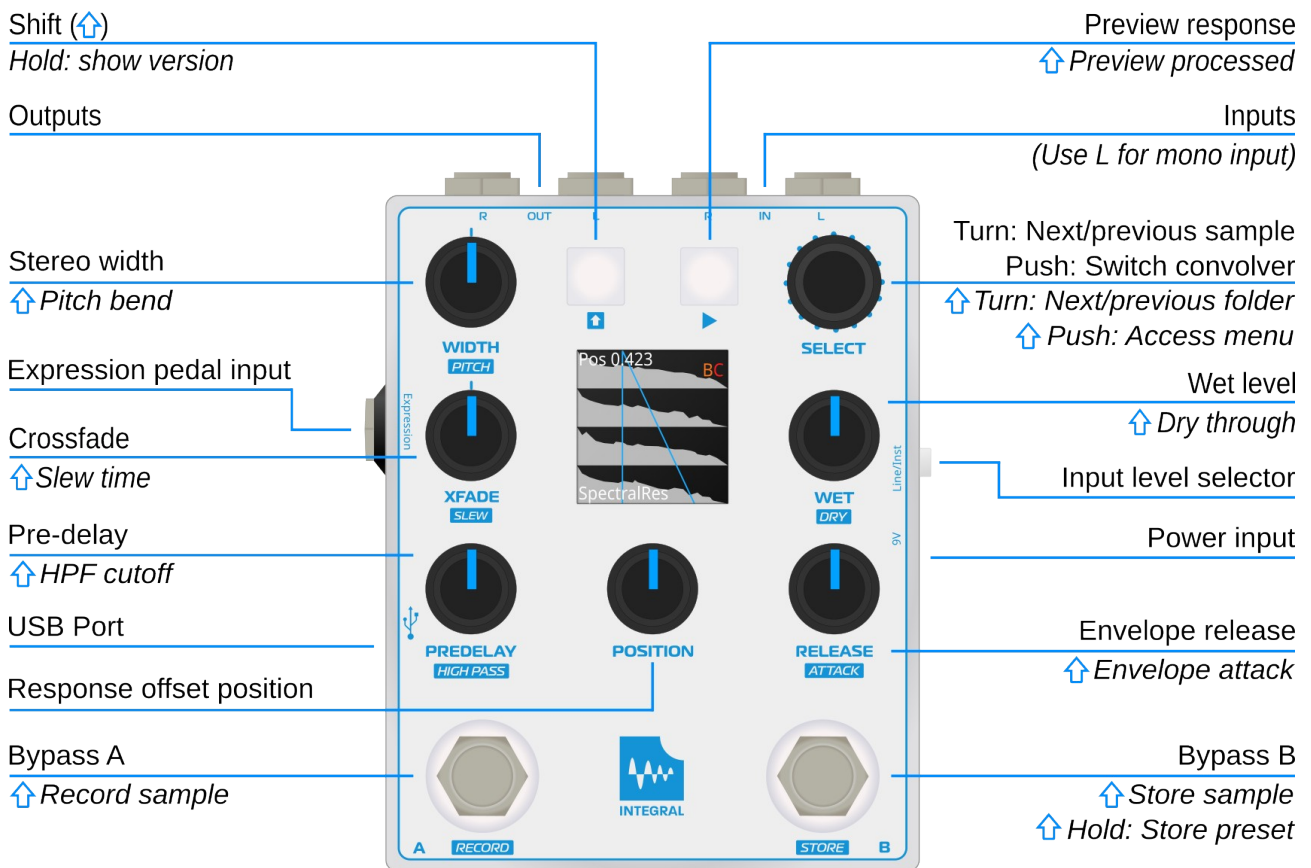 Shift (⇧)
Hold: show version
Outputs
Stereo width
⇧ Pitch bend
Expression pedal input
Crossfade
⇧ Slew time
Pre-delay
⇧ HPF cutoff
USB Port
Response offset position
Bypass A
⇧ Record sample
Preview response
⇧ Preview processed
Inputs
(Use L for mono input)
Turn: Next/previous sample
Push: Switch convolver
⇧ Turn: Next/previous folder
⇧ Push: Access menu
Wet level
⇧ Dry through
Input level selector
Power input
Envelope release
⇧ Envelope attack
Bypass B
⇧ Store sample
⇧ Hold: Store preset
R OUT L R IN L
WIDTH
PITCH
SELECT
Pos 0.423
BC
SpectralRes
Expression
XFADE
SLEW
WET
DRY
Line/Inst
9V
PREDELAY
HIGH PASS
POSITION
RELEASE
ATTACK
INTEGRAL
A RECORD
STORE B